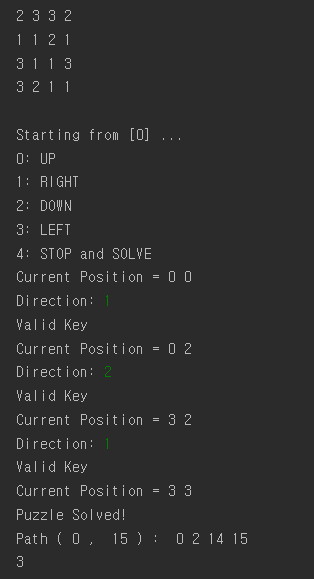 2 3 3 2
1 1 2 1
3 1 1 3
3 2 1 1
Starting from [0] ...
0: UP
1: RIGHT
2: DOWN
3: LEFT
4: STOP and SOLVE
Current Position = 0 0
Direction: 1
Valid Key
Current Position = 0 2
Direction: 2
Valid Key
Current Position = 3 2
Direction: 1
Valid Key
Current Position = 3 3
Puzzle Solved!
Path ( 0 ,  15 ) :  0 2 14 15
3